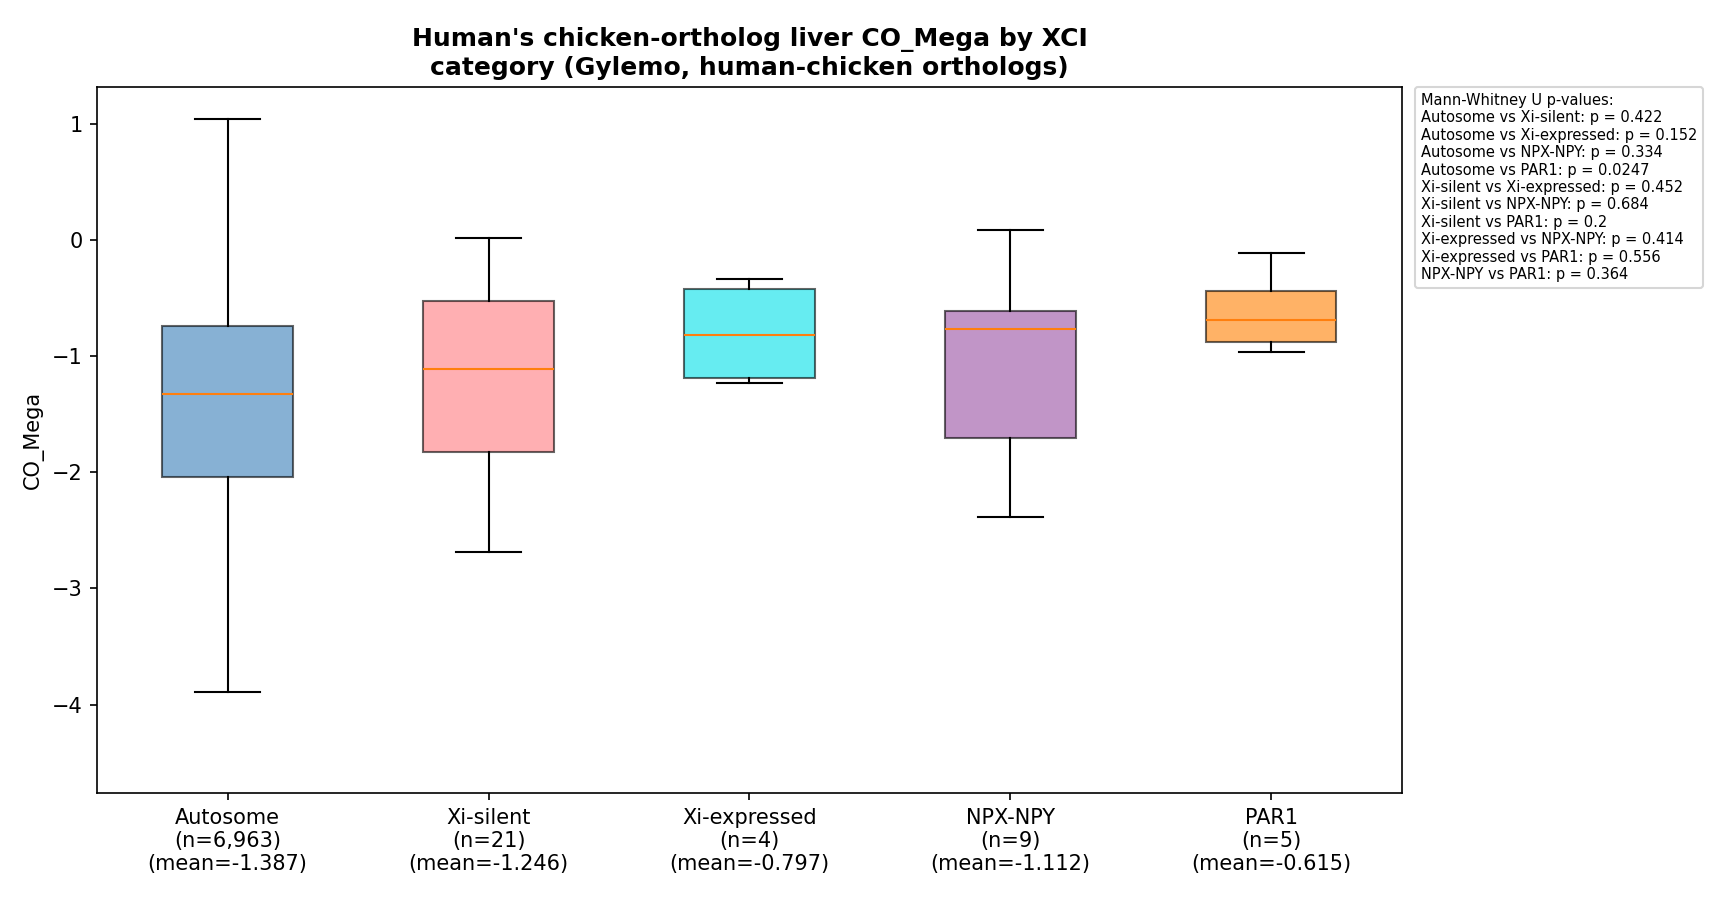 Human's chicken-ortholog liver CO_Mega by XCI
category (Gylemo, human-chicken orthologs)
Mann-Whitney U p-values:
Autosome vs Xi-silent: p = 0.422
Autosome vs Xi-expressed: p = 0.152
Autosome vs NPX-NPY: p = 0.334
Autosome vs PAR1: p = 0.0247
Xi-silent vs Xi-expressed: p = 0.452
Xi-silent vs NPX-NPY: p = 0.684
Xi-silent vs PAR1: p = 0.2
Xi-expressed vs NPX-NPY: p = 0.414
Xi-expressed vs PAR1: p = 0.556
NPX-NPY vs PAR1: p = 0.364
CO_Mega
1
0
−1
−2
−3
−4
Autosome
(n=6,963)
(mean=-1.387)
Xi-silent
(n=21)
(mean=-1.246)
Xi-expressed
(n=4)
(mean=-0.797)
NPX-NPY
(n=9)
(mean=-1.112)
PAR1
(n=5)
(mean=-0.615)